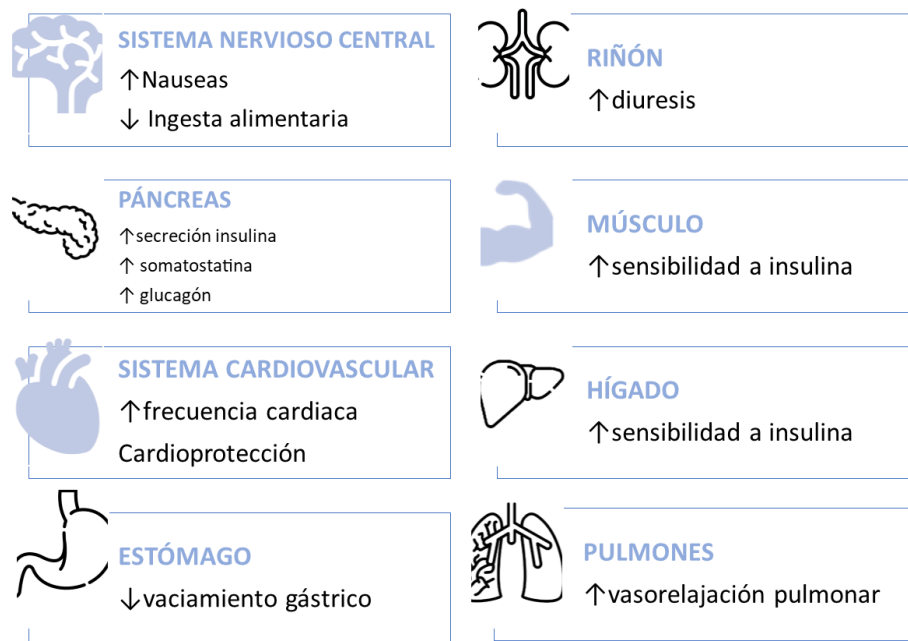 SISTEMA NERVIOSO CENTRAL
↑Nauseas
↓ Ingesta alimentaria
RIÑÓN
↑diuresis
PÁNCREAS
↑secreción insulina
↑ somatostatina
↑ glucagón
MÚSCULO
↑sensibilidad a insulina
SISTEMA CARDIOVASCULAR
↑frecuencia cardiaca
Cardioprotección
HÍGADO
↑sensibilidad a insulina
ESTÓMAGO
↓vaciamiento gástrico
PULMONES
↑vasorelajación pulmonar